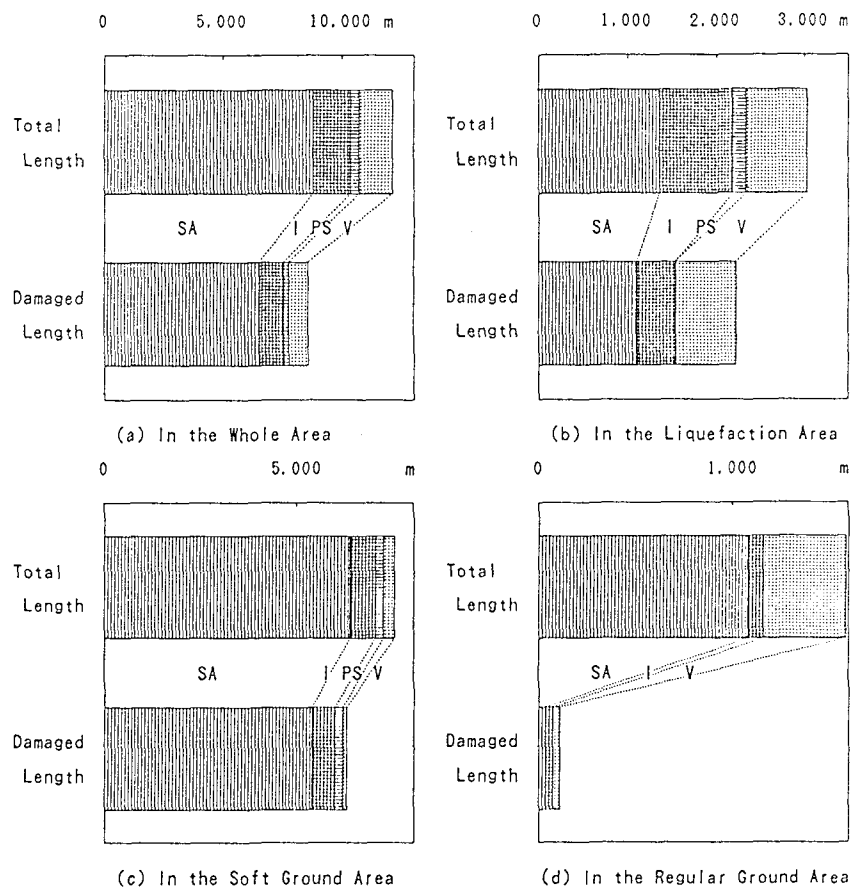 0 5.000 10.000 m
Total
Length
SA I PS V
Damaged
Length
(a) In the Whole Area
0 1.000 2.000 3.000 m
Total
Length
SA I PS V
Damaged
Length
(b) In the Liquefaction Area
0 5.000 m
Total
Length
SA I PS V
Damaged
Length
(c) In the Soft Ground Area
0 1.000 m
Total
Length
SA I V
Damaged
Length
(d) In the Regular Ground Area